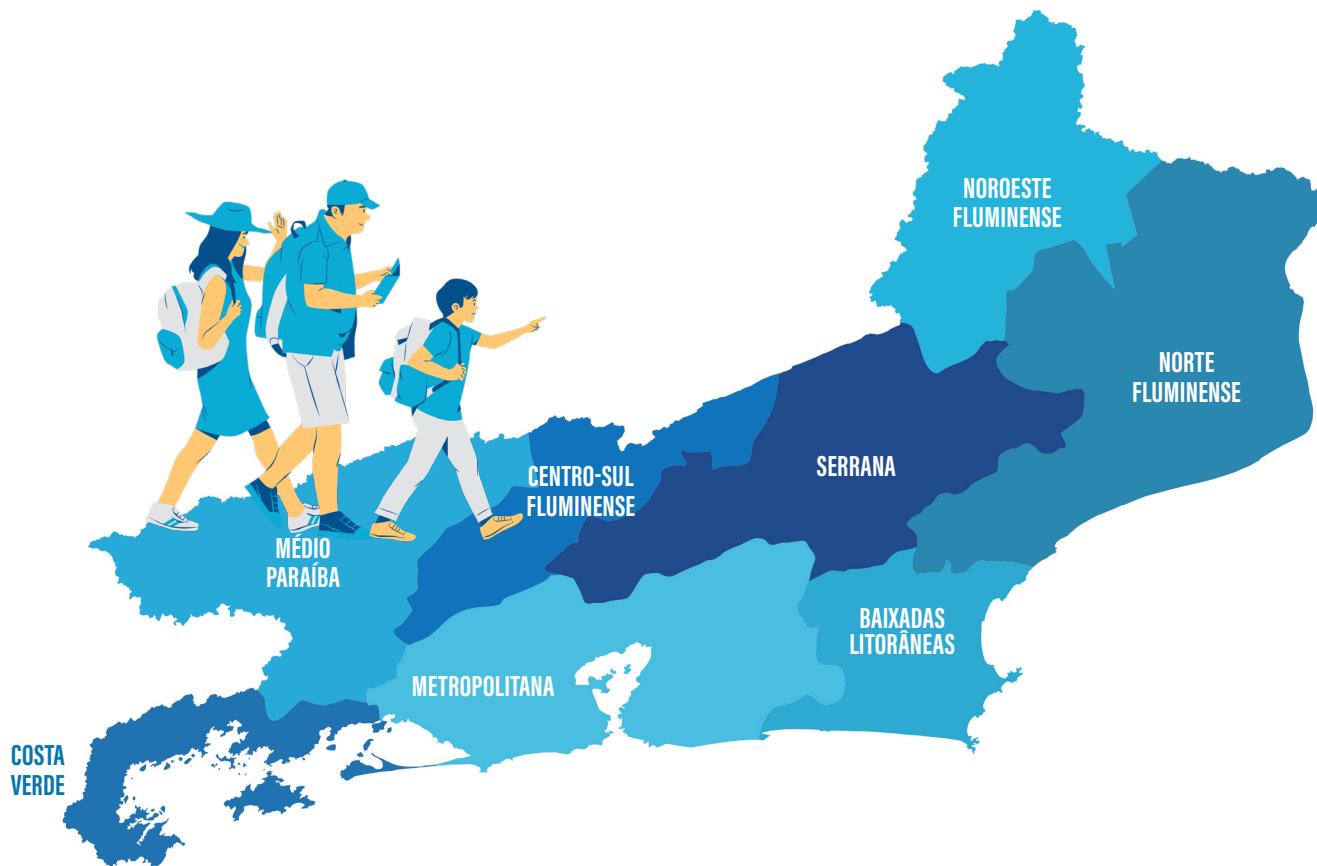 NOROESTE
FLUMINENSE
NORTE
FLUMINENSE
SERRANA
CENTRO-SUL
FLUMINENSE
MÉDIO
PARAÍBA
BAIXADAS
LITORÂNEAS
METROPOLITANA
COSTA
VERDE